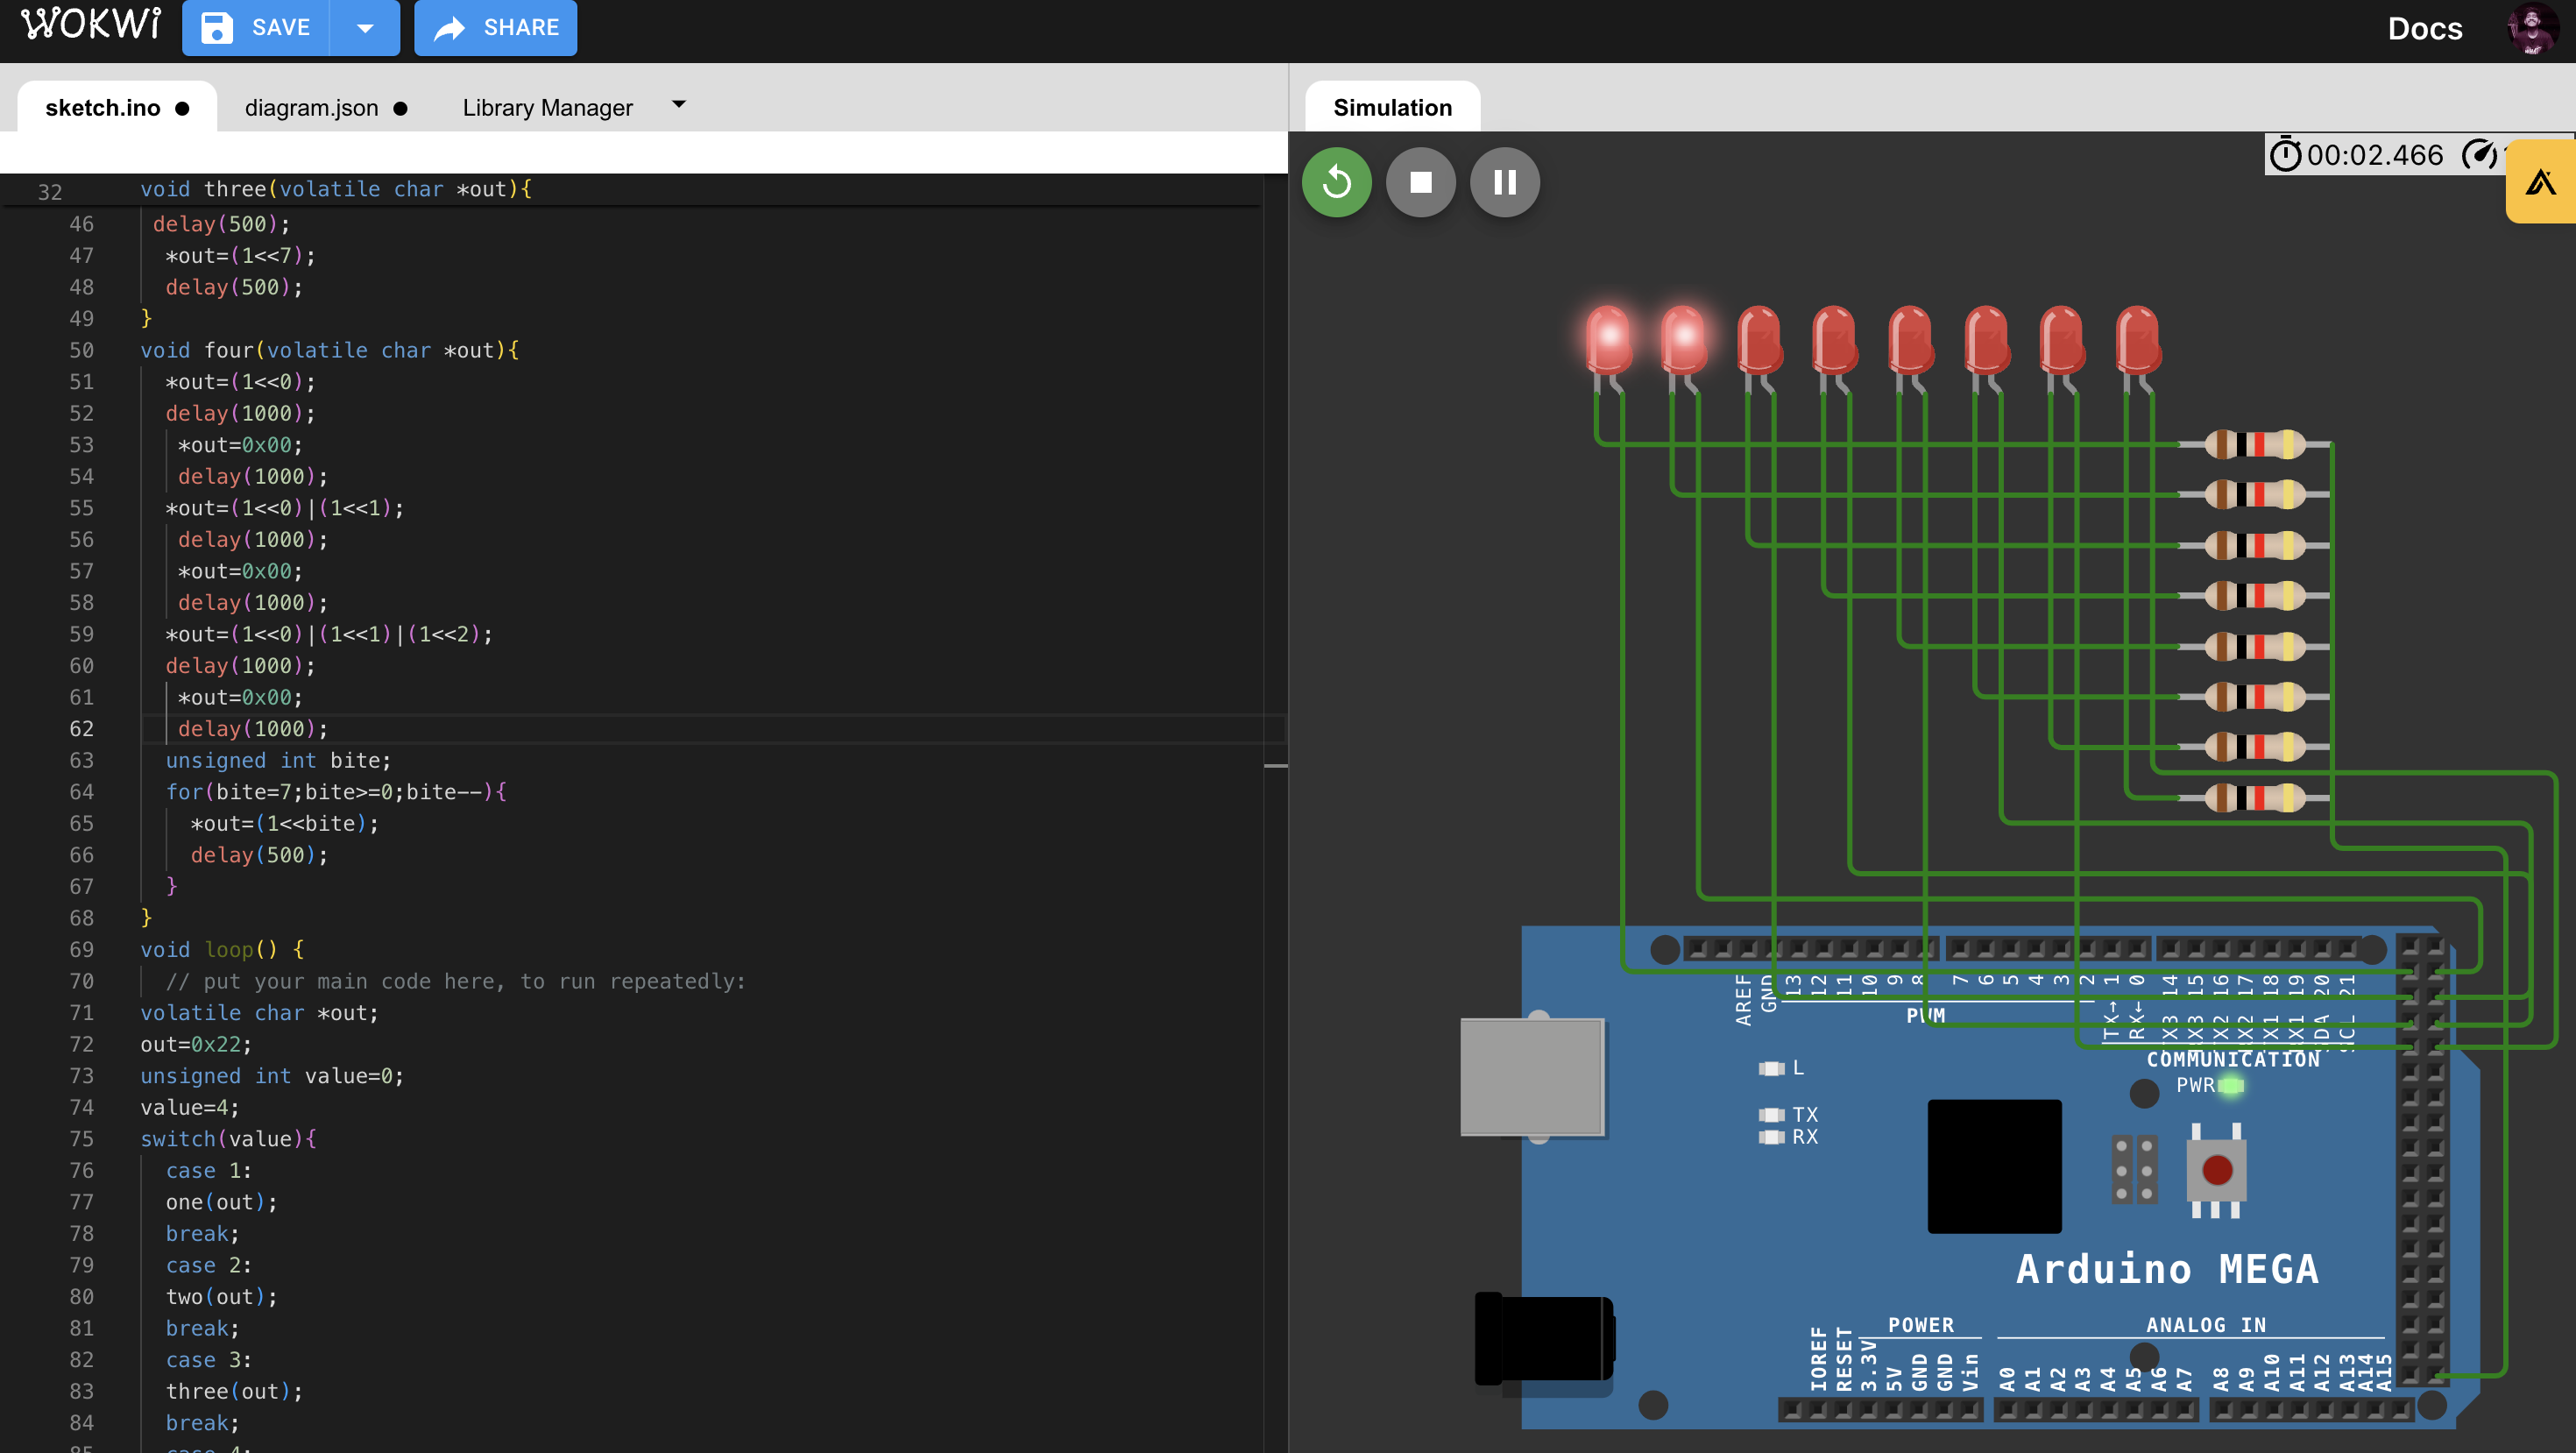 WOKWi
SAVE
SHARE
Docs
sketch.ino ●
diagram.json ●
Library Manager
Simulation
00:02.466
32 void three(volatile char *out){
46 delay(500);
47 *out=(1<<7);
48 delay(500);
49 }
50 void four(volatile char *out){
51 *out=(1<<0);
52 delay(1000);
53 *out=0x00;
54 delay(1000);
55 *out=(1<<0)|(1<<1);
56 delay(1000);
57 *out=0x00;
58 delay(1000);
59 *out=(1<<0)|(1<<1)|(1<<2);
60 delay(1000);
61 *out=0x00;
62 delay(1000);
63 unsigned int bite;
64 for(bite=7;bite>=0;bite--){
65 *out=(1<<bite);
66 delay(500);
67 }
68 }
69 void loop() {
70 // put your main code here, to run repeatedly:
71 volatile char *out;
72 out=0x22;
73 unsigned int value=0;
74 value=4;
75 switch(value){
76 case 1:
77 one(out);
78 break;
79 case 2:
80 two(out);
81 break;
82 case 3:
83 three(out);
84 break;
85 case 4:
AREF GND 13 12 11 10 9 8 7 6 5 4 3 2 1 0 14 15 16 17 18 19 20 21
TX→ RX←
PWM
COMMUNICATION
PWR
L
TX
RX
Arduino MEGA
POWER
ANALOG IN
IOREF RESET 3.3V 5V GND GND Vin A0 A1 A2 A3 A4 A5 A6 A7 A8 A9 A10 A11 A12 A13 A14 A15